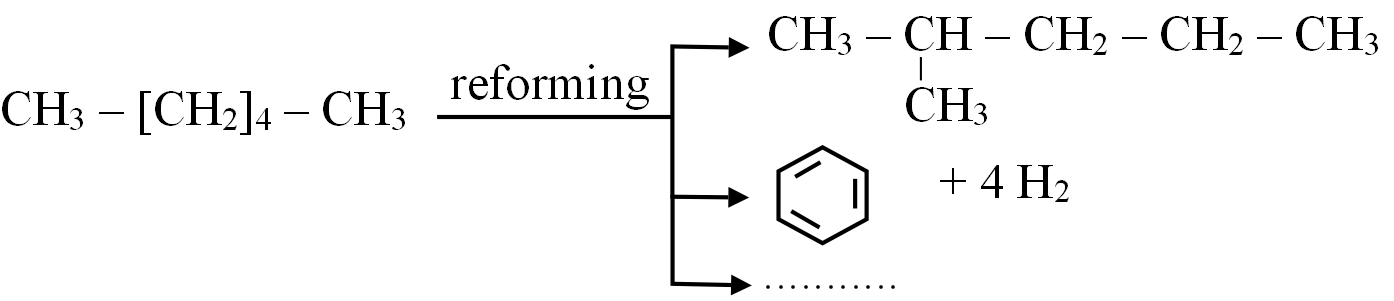 CH₃ – [CH₂]₄ – CH₃
reforming
CH₃ – CH – CH₂ – CH₂ – CH₃
CH₃
+ 4 H₂
...........